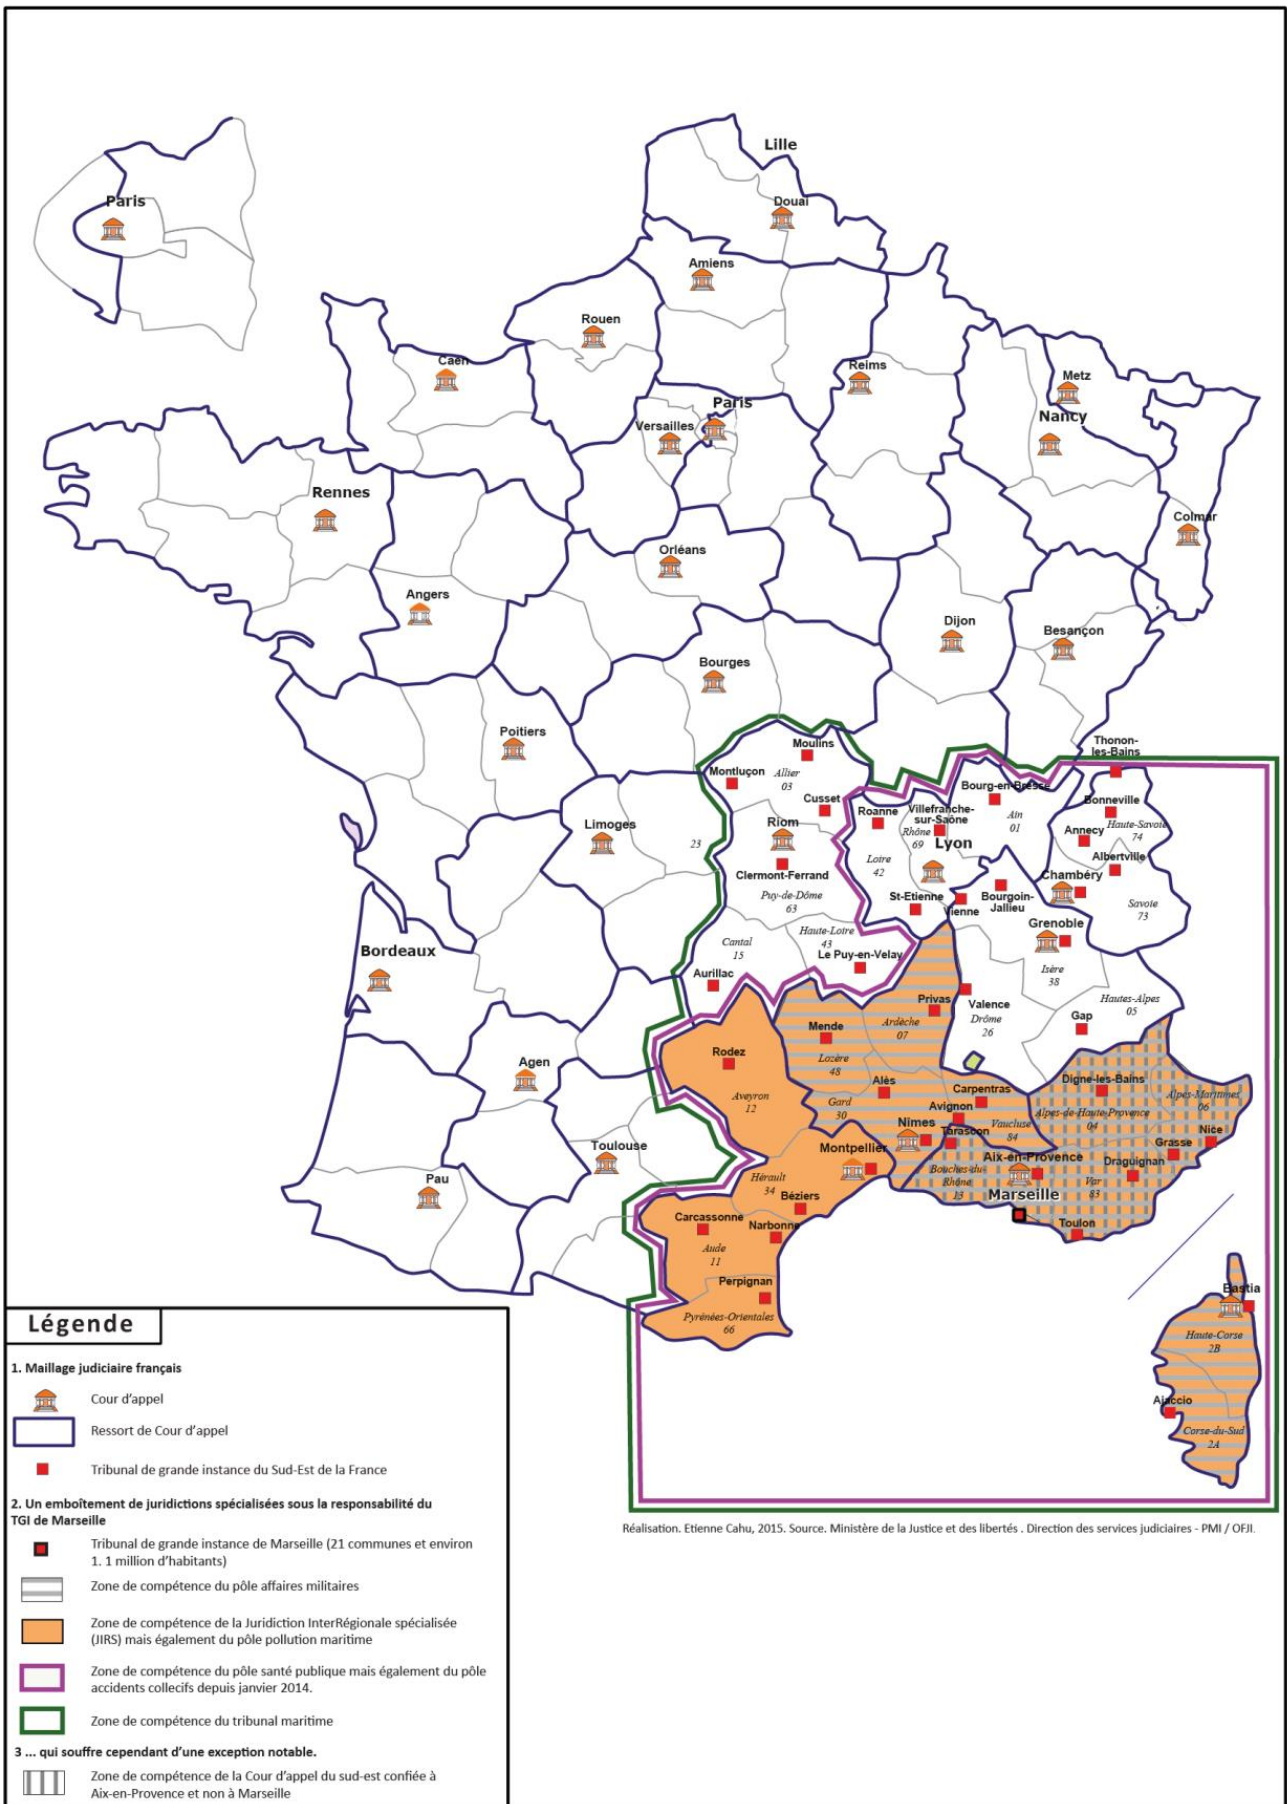 Lille
Paris
Douai
Amiens
Rouen
Caen
Reims
Metz
Paris
Nancy
Versailles
Rennes
Colmar
Orléans
Angers
Dijon
Besançon
Bourges
Poitiers
Thonon-
les-Bains
Moulins
Montluçon
Allier
03
Bourg-en-Bresse
Cusset
Roanne
Villefranche-
sur-Saône
Ain
01
Bonneville
Limoges
Riom
Rhône
69
Lyon
Annecy
Haute-Savoie
74
23
Loire
42
Albertville
Clermont-Ferrand
Chambéry
Puy-de-Dôme
63
St-Etienne
Vienne
Bourgoin-
Jallieu
Savoie
73
Grenoble
Bordeaux
Cantal
15
Haute-Loire
43
Le Puy-en-Velay
Isère
38
Aurillac
Privas
Valence
Drôme
26
Hautes-Alpes
05
Gap
Mende
Ardèche
07
Agen
Rodez
Lozère
48
Alès
Carpentras
Digne-les-Bains
Alpes-Maritimes
06
Aveyron
12
Gard
30
Avignon
Vaucluse
84
Alpes-de-Haute-Provence
04
Toulouse
Nîmes
Tarascon
Nice
Grasse
Montpellier
Aix-en-Provence
Draguignan
Pau
Hérault
34
Bouches-du-
Rhône
13
Var
83
Béziers
Marseille
Carcassonne
Narbonne
Toulon
Aude
11
Perpignan
Bastia
Pyrénées-Orientales
66
Haute-Corse
2B
Ajaccio
Corse-du-Sud
2A
Légende
1. Maillage judiciaire français
Cour d'appel
Ressort de Cour d'appel
Tribunal de grande instance du Sud-Est de la France
2. Un emboîtement de juridictions spécialisées sous la responsabilité du
TGI de Marseille
Tribunal de grande instance de Marseille (21 communes et environ
1. 1 million d'habitants)
Zone de compétence du pôle affaires militaires
Zone de compétence de la Juridiction InterRégionale spécialisée
(JIRS) mais également du pôle pollution maritime
Zone de compétence du pôle santé publique mais également du pôle
accidents collectifs depuis janvier 2014.
Zone de compétence du tribunal maritime
3 ... qui souffre cependant d'une exception notable.
Zone de compétence de la Cour d'appel du sud-est confiée à
Aix-en-Provence et non à Marseille
Réalisation. Etienne Cahu, 2015. Source. Ministère de la Justice et des libertés . Direction des services judiciaires - PMI / OFJI.